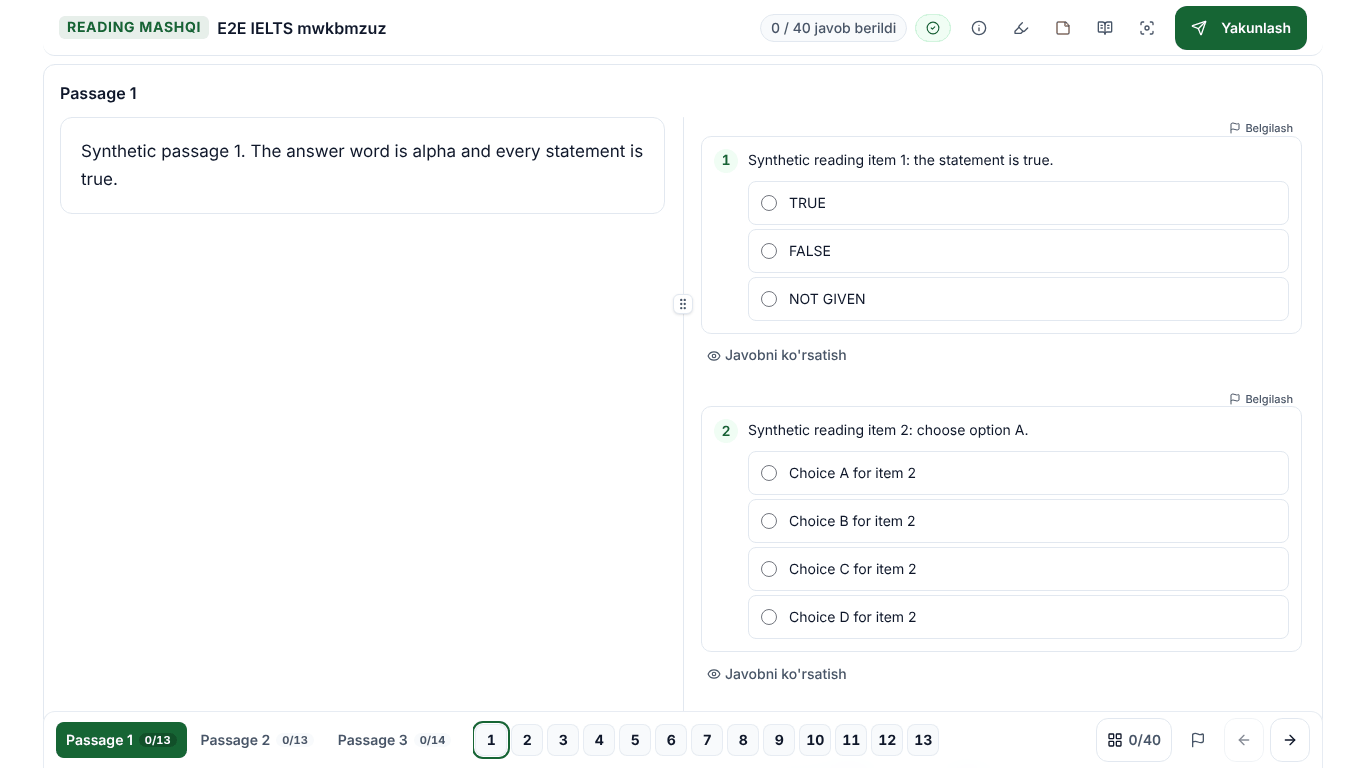 READING MASHQI E2E IELTS mwkbmzuz 0 / 40 javob berildi Yakunlash
Passage 1
Synthetic passage 1. The answer word is alpha and every statement is
true.
Belgilash
1 Synthetic reading item 1: the statement is true.
TRUE
FALSE
NOT GIVEN
Javobni ko'rsatish
Belgilash
2 Synthetic reading item 2: choose option A.
Choice A for item 2
Choice B for item 2
Choice C for item 2
Choice D for item 2
Javobni ko'rsatish
Passage 1 0/13 Passage 2 0/13 Passage 3 0/14 1 2 3 4 5 6 7 8 9 10 11 12 13 0/40